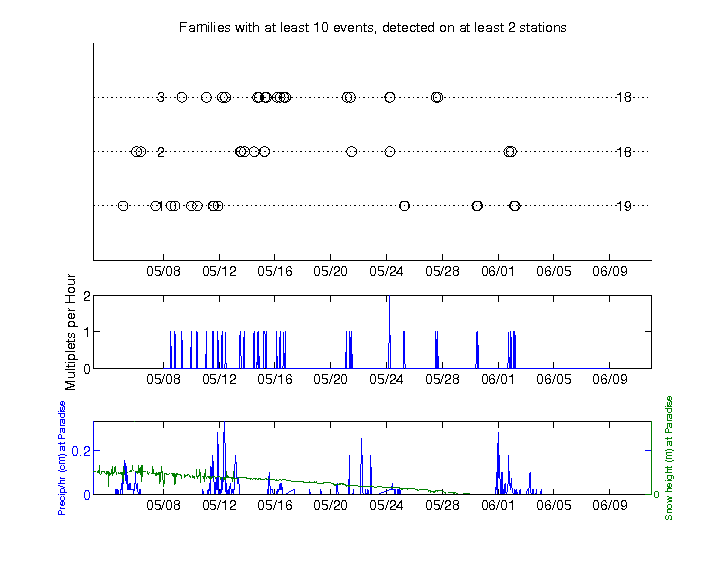 Families with at least 10 events, detected on at least 2 stations
3 18
2 18
1 19
05/08 05/12 05/16 05/20 05/24 05/28 06/01 06/05 06/09
Multiplets per Hour
2
1
0
05/08 05/12 05/16 05/20 05/24 05/28 06/01 06/05 06/09
Precip/hr (cm) at Paradise
0.2
0
Snow height (m) at Paradise
0
05/08 05/12 05/16 05/20 05/24 05/28 06/01 06/05 06/09